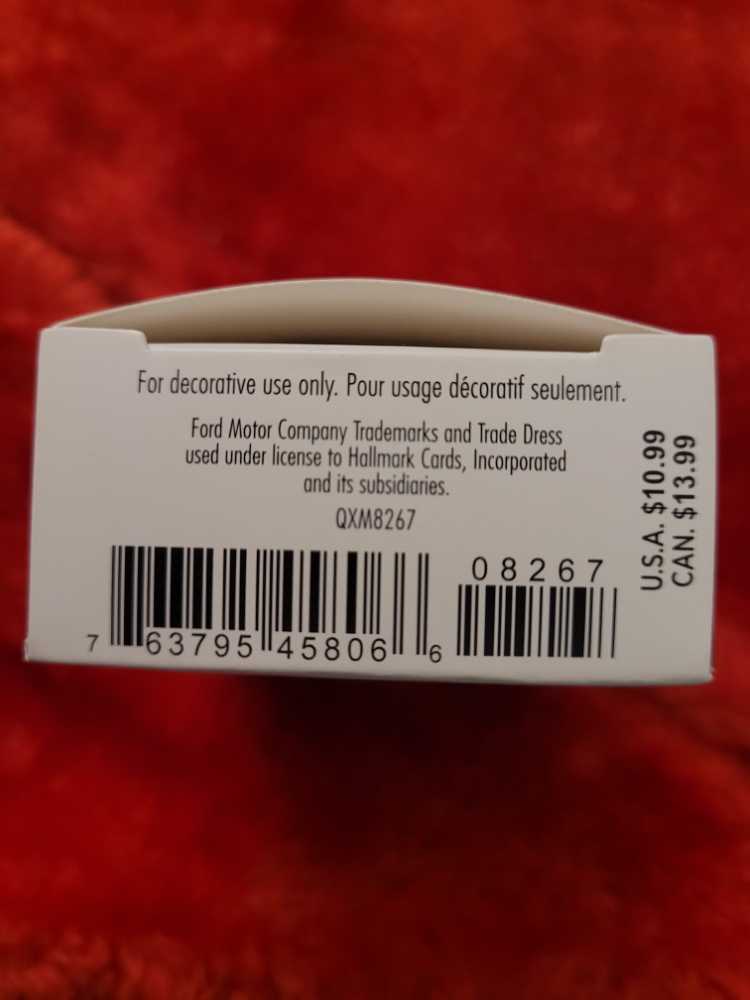 For decorative use only. Pour usage décoratif seulement.
Ford Motor Company Trademarks and Trade Dress
used under license to Hallmark Cards, Incorporated
and its subsidiaries.
QXM8267
U.S.A. $10.99
CAN. $13.99
08267
7 63795 45806 6